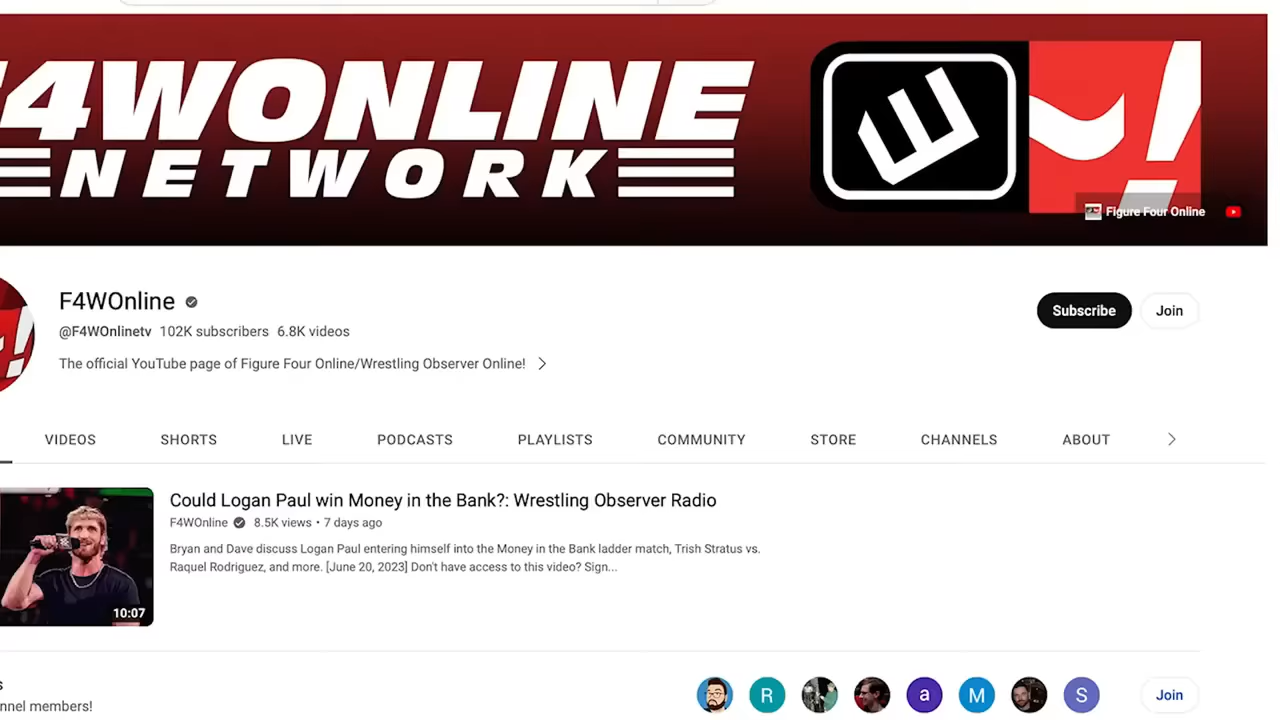 F4WONLINE
NETWORK
Figure Four Online
F4WOnline
@F4WOnlinetv 102K subscribers 6.8K videos
The official YouTube page of Figure Four Online/Wrestling Observer Online!
Subscribe
Join
VIDEOS SHORTS LIVE PODCASTS PLAYLISTS COMMUNITY STORE CHANNELS ABOUT
Could Logan Paul win Money in the Bank?: Wrestling Observer Radio
F4WOnline 8.5K views • 7 days ago
Bryan and Dave discuss Logan Paul entering himself into the Money in the Bank ladder match, Trish Stratus vs.
Raquel Rodriguez, and more. [June 20, 2023] Don't have access to this video? Sign...
10:07
R a M S
Join
nnel members!